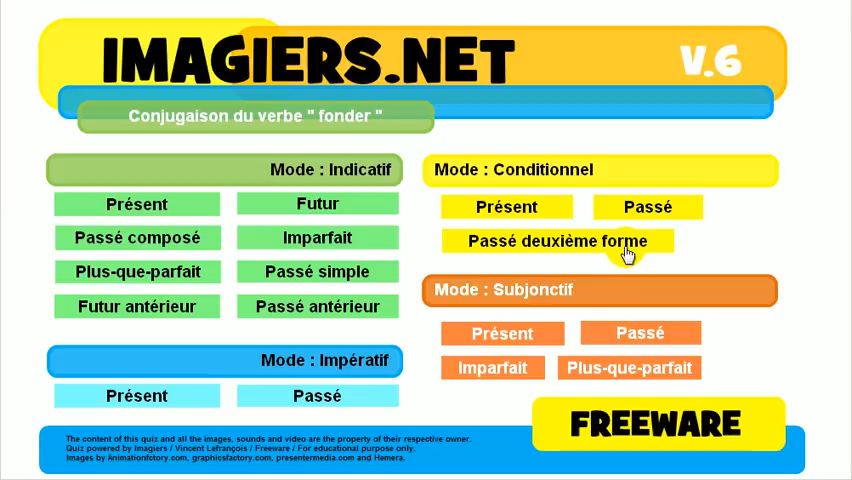 IMAGIERS.NET
V.6
Conjugaison du verbe " fonder "
Mode : Indicatif
Présent
Futur
Passé composé
Imparfait
Plus-que-parfait
Passé simple
Futur antérieur
Passé antérieur
Mode : Impératif
Présent
Passé
Mode : Conditionnel
Présent
Passé
Passé deuxième forme
Mode : Subjonctif
Présent
Passé
Imparfait
Plus-que-parfait
FREEWARE
The content of this quiz and all the images, sounds and video are the property of their respective owner.
Quiz powered by Imagiers / Vincent Lefrançois / Freeware / For educational purpose only.
Images by Animationfctory.com, graphicsfactory.com, presentermedia.com and Hemera.